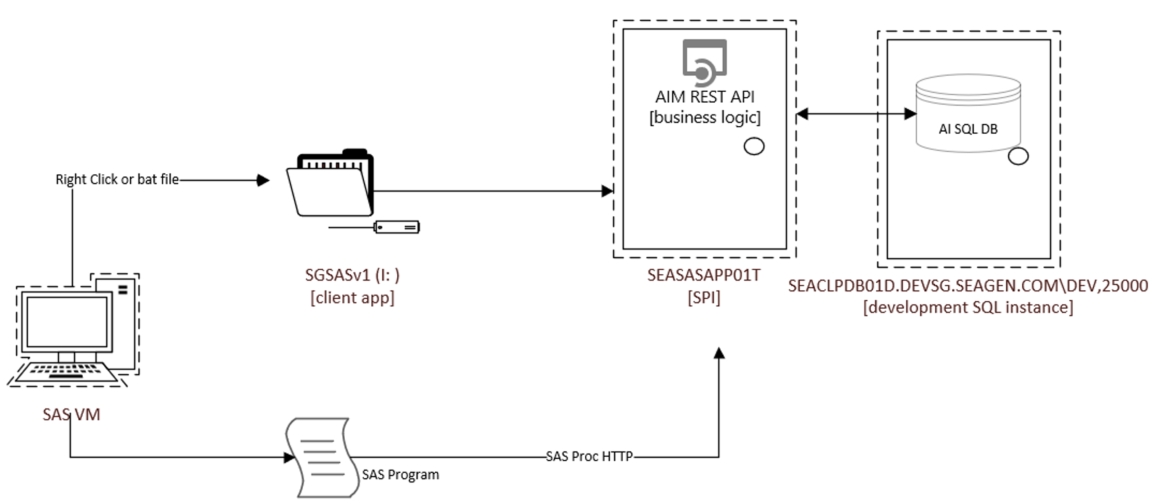 AIM REST API
[business logic]
AI SQL DB
Right Click or bat file
SGSASv1 (I: )
[client app]
SEASASAPP01T
[SPI]
SEACLPDB01D.DEVSG.SEAGEN.COM\DEV,25000
[development SQL instance]
SAS VM
SAS Program
SAS Proc HTTP